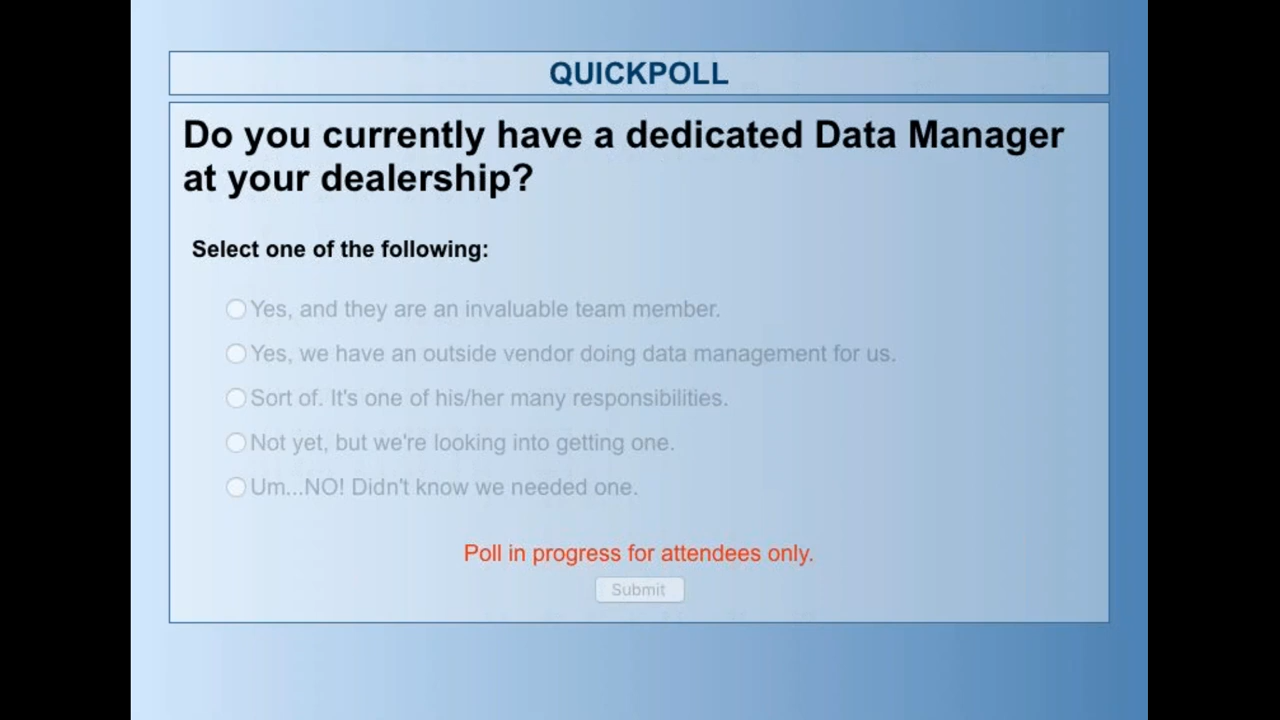 QUICKPOLL
Do you currently have a dedicated Data Manager
at your dealership?
Select one of the following:
Yes, and they are an invaluable team member.
Yes, we have an outside vendor doing data management for us.
Sort of. It's one of his/her many responsibilities.
Not yet, but we're looking into getting one.
Um...NO! Didn't know we needed one.
Poll in progress for attendees only.
Submit